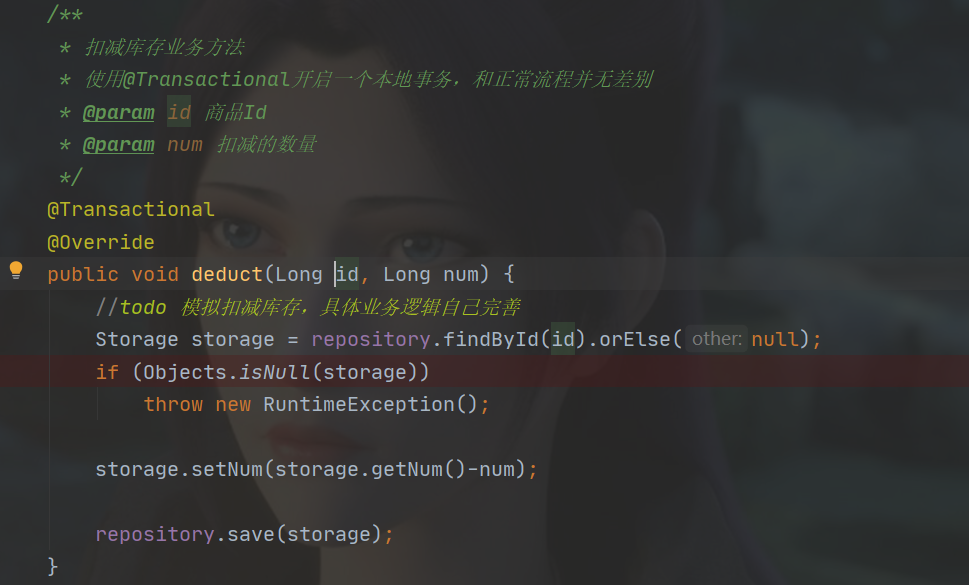 /**
 * 扣减库存业务方法
 * 使用@Transactional开启一个本地事务，和正常流程并无差别
 * @param id 商品Id
 * @param num 扣减的数量
 */
@Transactional
@Override
public void deduct(Long id, Long num) {
    //todo 模拟扣减库存，具体业务逻辑自己完善
    Storage storage = repository.findById(id).orElse( other: null);
    if (Objects.isNull(storage))
        throw new RuntimeException();
    storage.setNum(storage.getNum()-num);
    repository.save(storage);
}